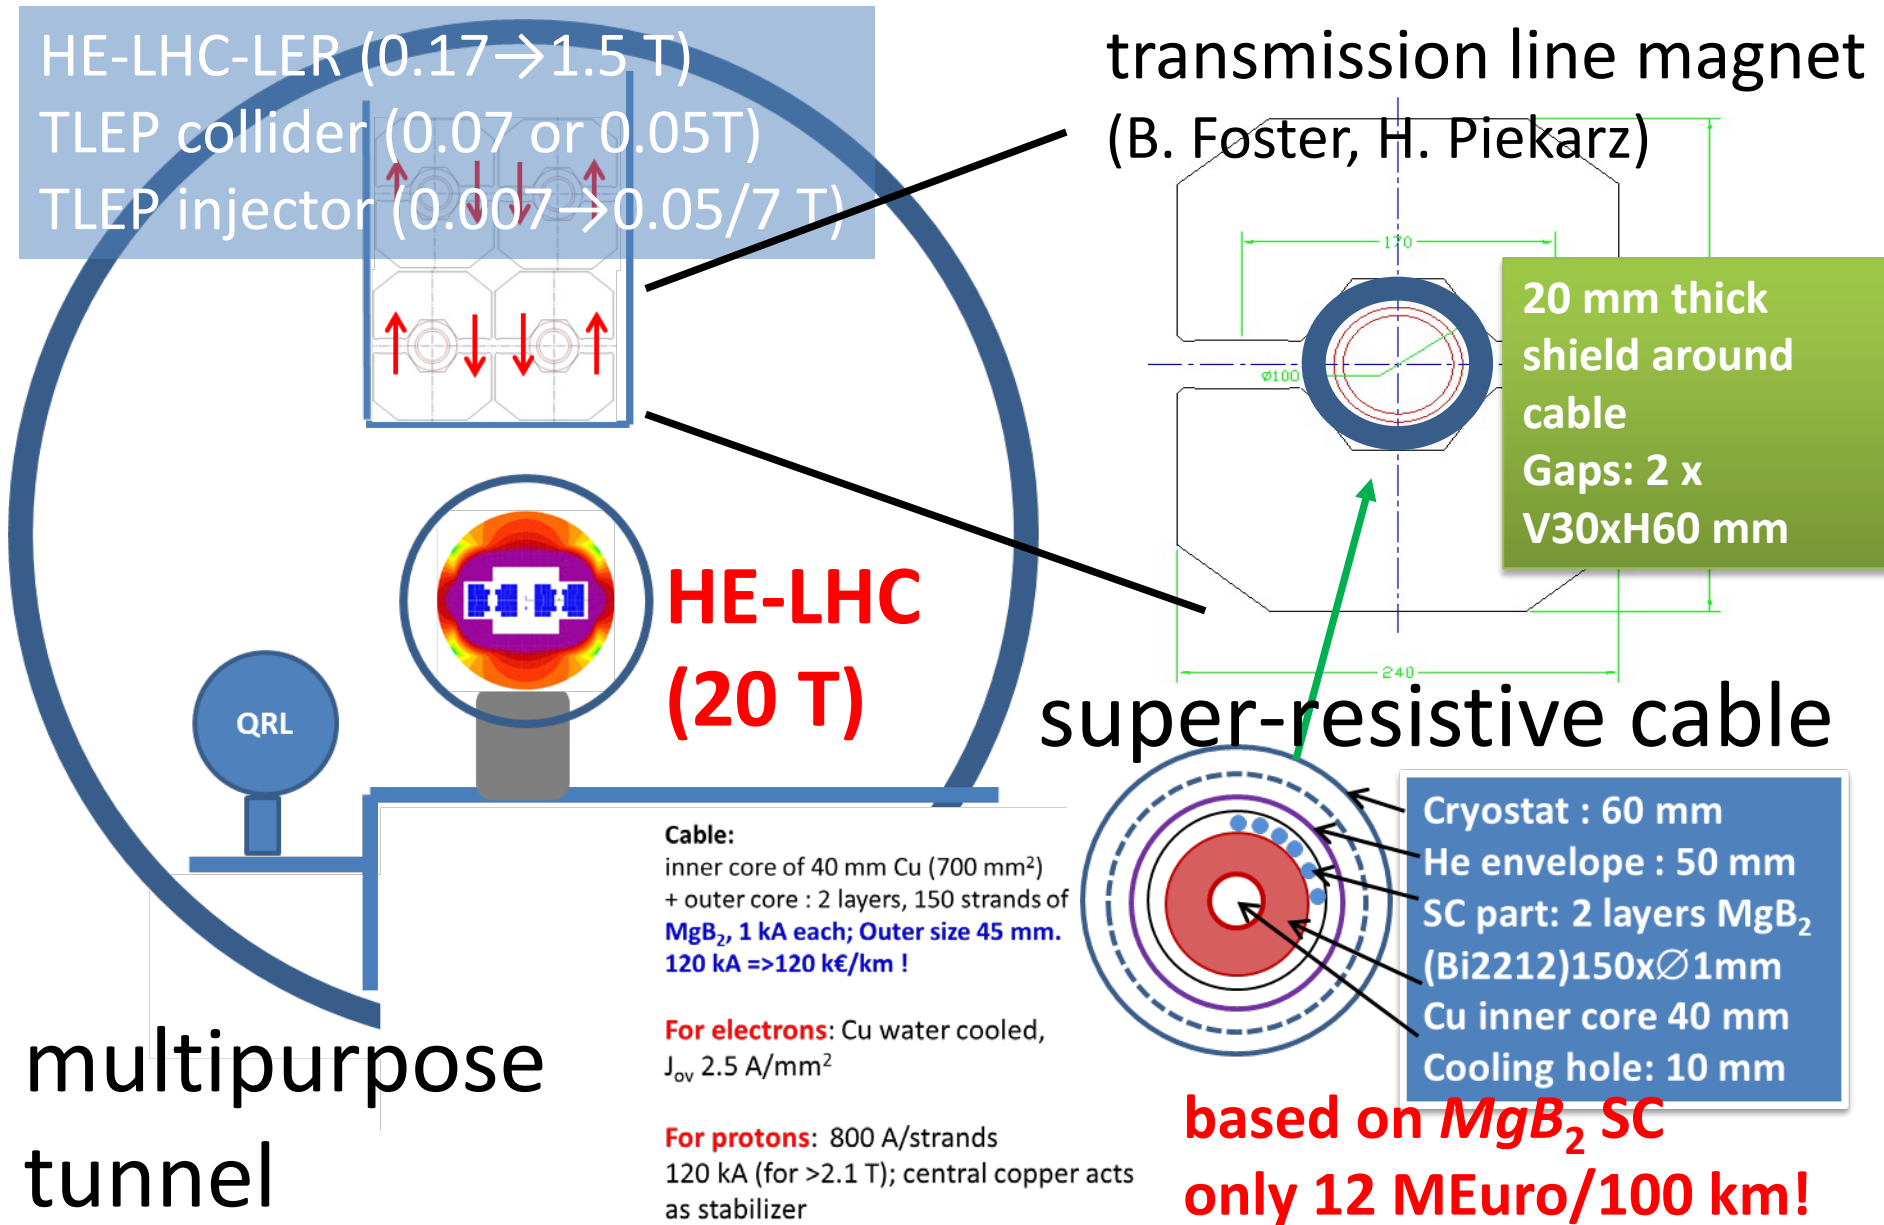 HE-LHC-LER (0.17→1.5 T)
TLEP collider (0.07 or 0.05T)
TLEP injector (0.007→0.05/7 T)
transmission line magnet
(B. Foster, H. Piekarz)
170
Ø100
240
20 mm thick
shield around
cable
Gaps: 2 x
V30xH60 mm
HE-LHC
(20 T)
QRL
super-resistive cable
Cryostat : 60 mm
He envelope : 50 mm
SC part: 2 layers MgB₂
(Bi2212)150x∅1mm
Cu inner core 40 mm
Cooling hole: 10 mm
Cable:
inner core of 40 mm Cu (700 mm²)
+ outer core : 2 layers, 150 strands of
MgB₂, 1 kA each; Outer size 45 mm.
120 kA =>120 k€/km !
For electrons: Cu water cooled,
Jov 2.5 A/mm²
For protons: 800 A/strands
120 kA (for >2.1 T); central copper acts
as stabilizer
multipurpose
tunnel
based on MgB₂ SC
only 12 MEuro/100 km!